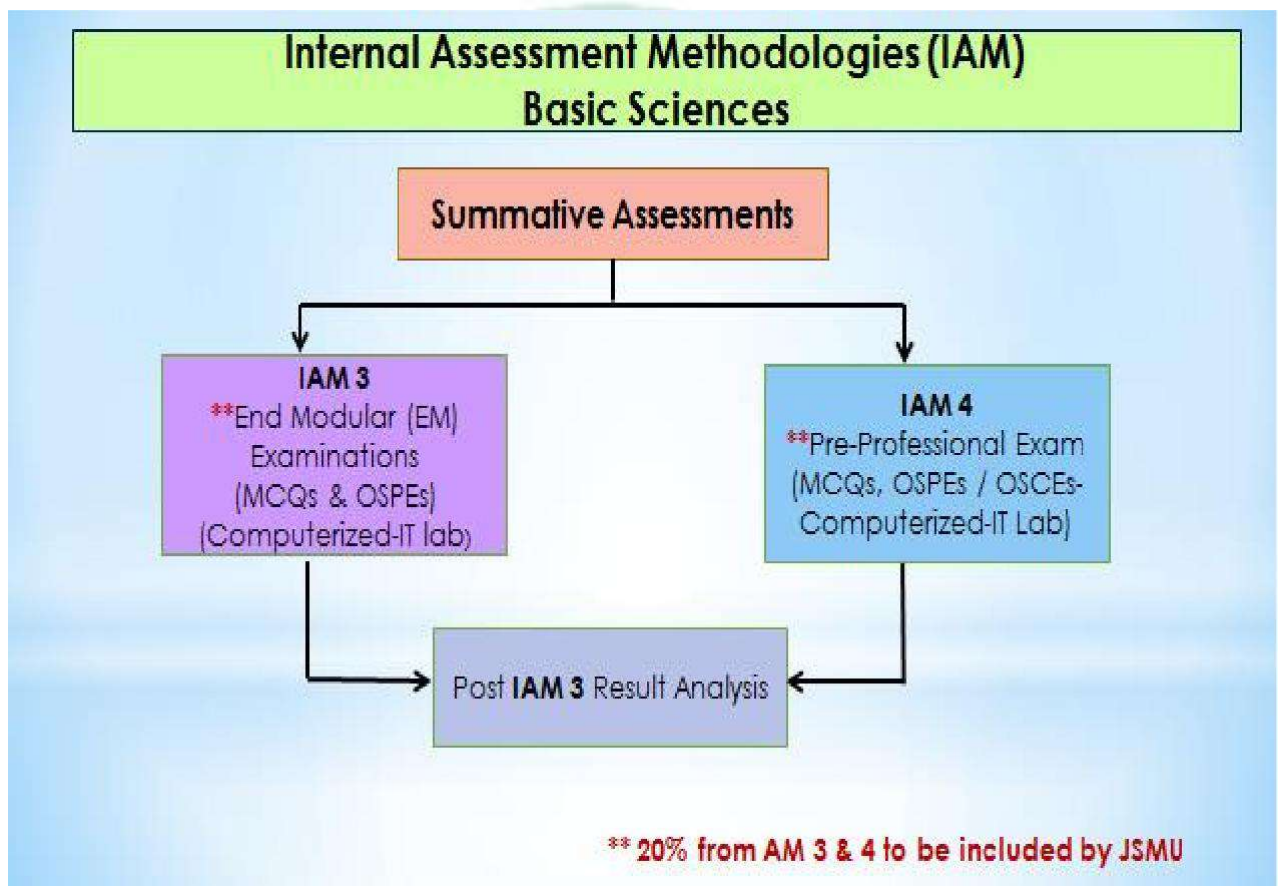 Internal Assessment Methodologies (IAM)
Basic Sciences
Summative Assessments
IAM 3
**End Modular (EM)
Examinations
(MCQs & OSPEs)
(Computerized-IT lab)
IAM 4
**Pre-Professional Exam
(MCQs, OSPEs / OSCEs-
Computerized-IT Lab)
Post IAM 3 Result Analysis
** 20% from AM 3 & 4 to be included by JSMU